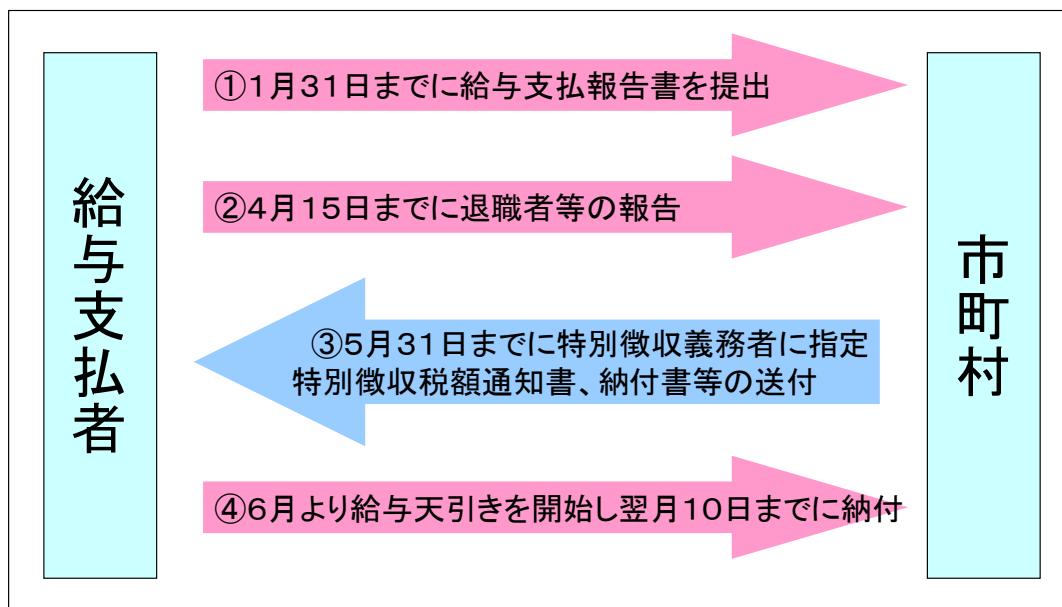 給与支払者
①1月31日までに給与支払報告書を提出
②4月15日までに退職者等の報告
③5月31日までに特別徴収義務者に指定
特別徴収税額通知書、納付書等の送付
④6月より給与天引きを開始し翌月10日までに納付
市町村